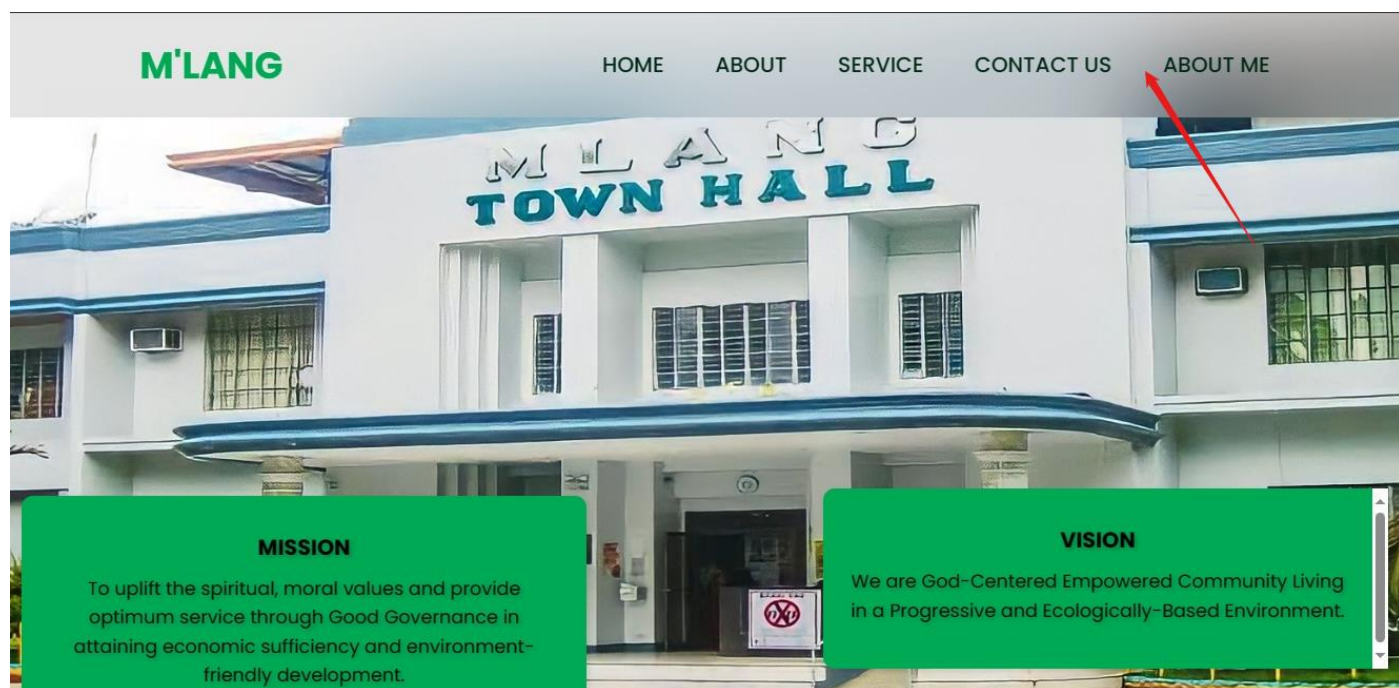 M'LANG
HOME ABOUT SERVICE CONTACT US ABOUT ME
MLANG
TOWN HALL
MISSION
To uplift the spiritual, moral values and provide
optimum service through Good Governance in
attaining economic sufficiency and environment-
friendly development.
VISION
We are God-Centered Empowered Community Living
in a Progressive and Ecologically-Based Environment.